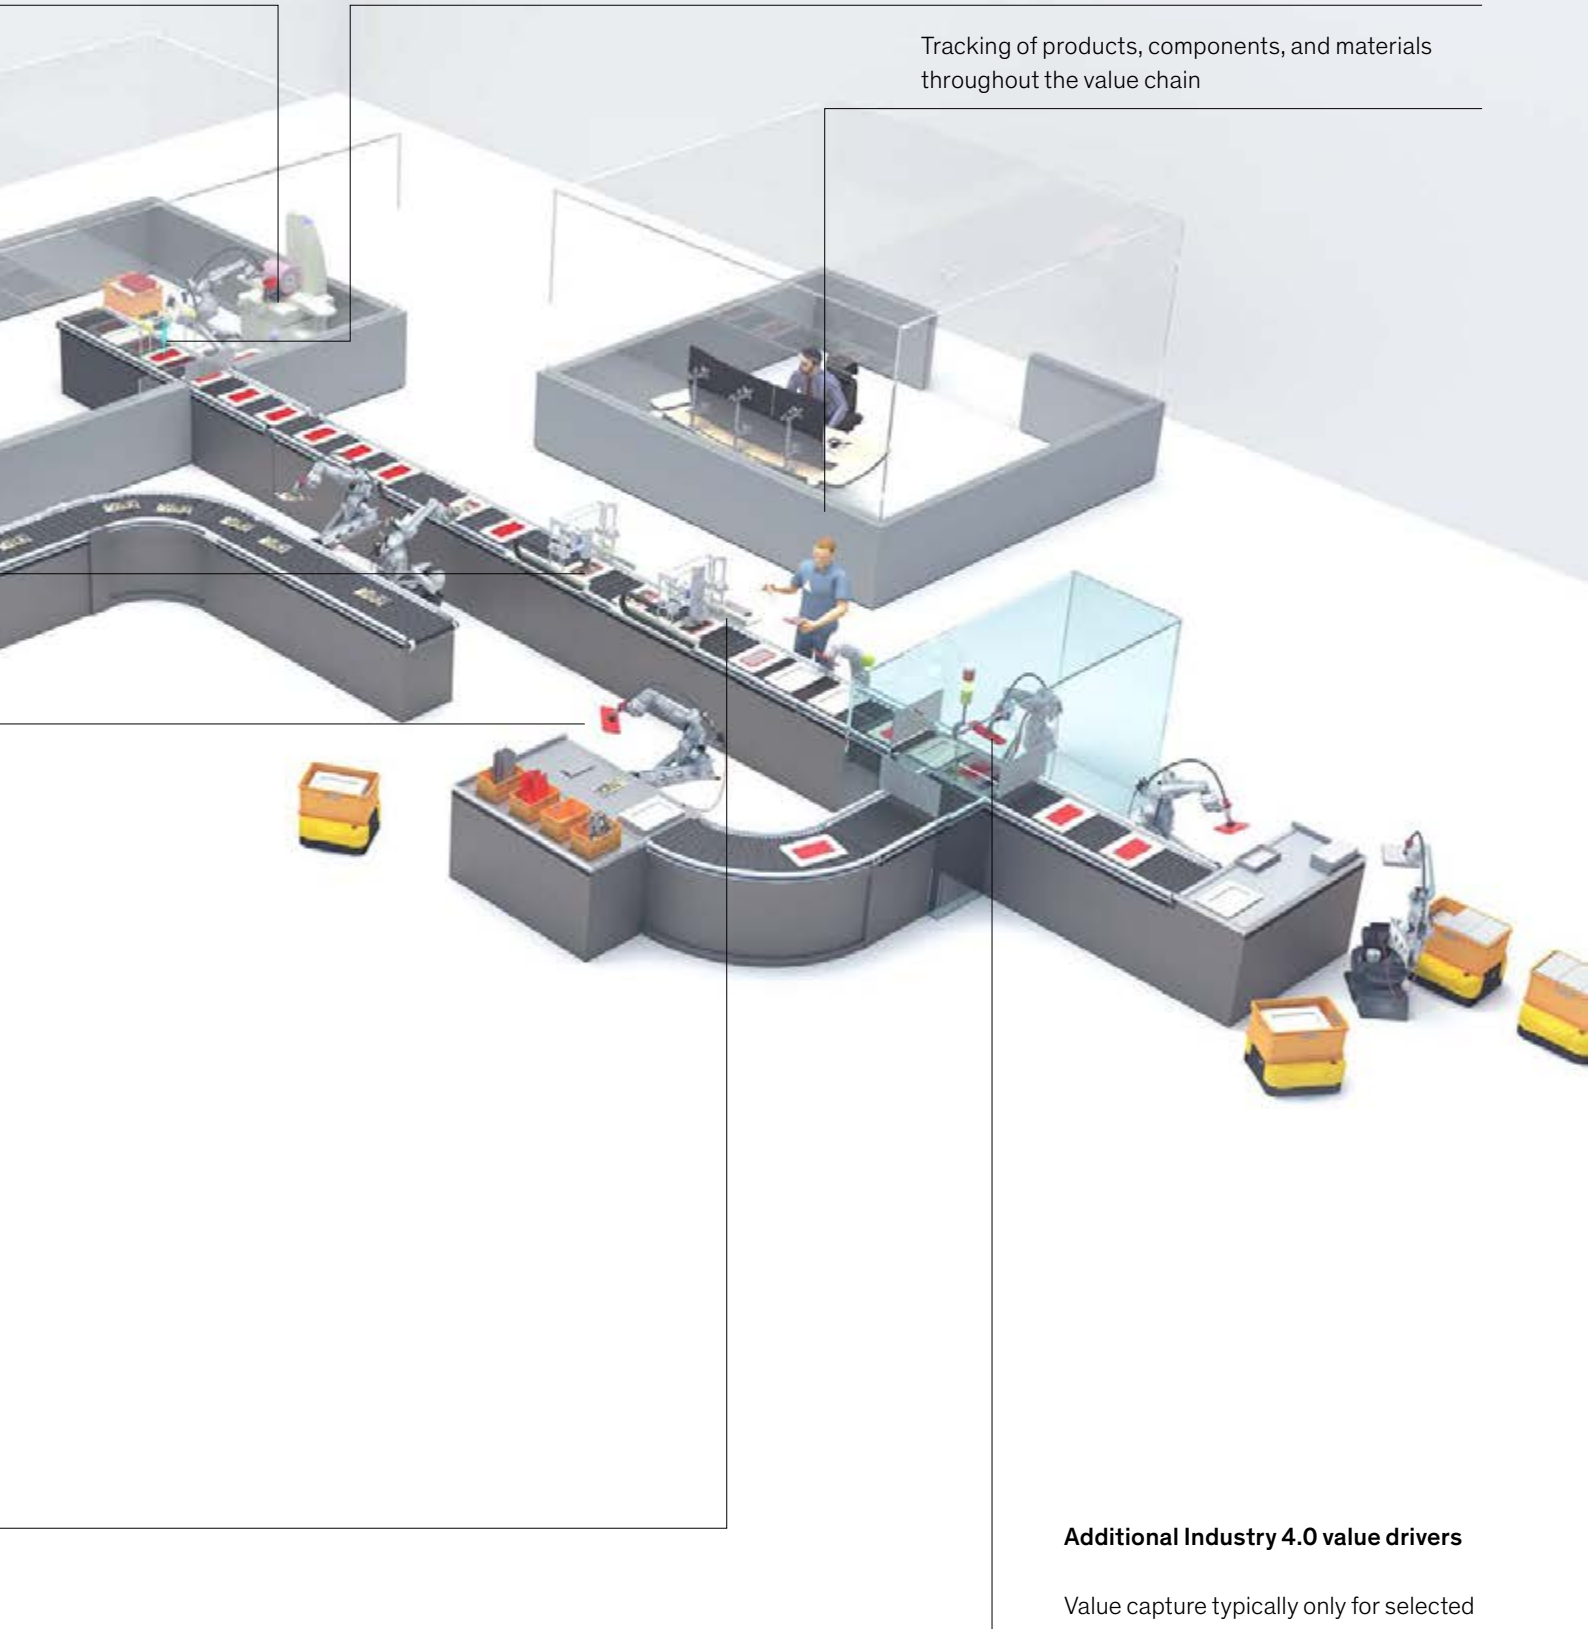 Tracking of products, components, and materials
throughout the value chain
Additional Industry 4.0 value drivers
Value capture typically only for selected